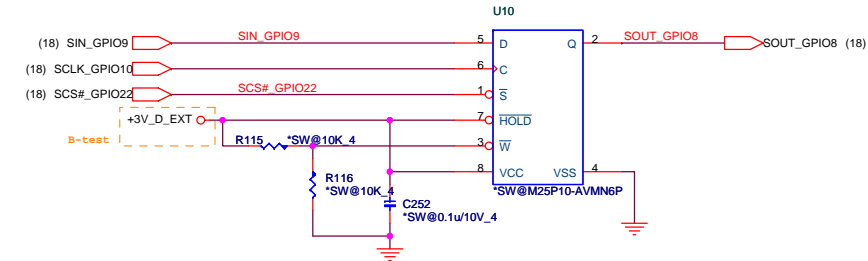 U10
(18) SIN_GPIO9 SIN_GPIO9 5 D Q 2 SOUT_GPIO8 SOUT_GPIO8 (18)
(18) SCLK_GPIO10 6 C
(18) SCS#_GPIO22 SCS#_GPIO22 1 S
+3V_D_EXT 7 HOLD
B-test R115 *SW@10K_4 3 W
8 VCC VSS 4
R116
*SW@10K_4 *SW@M25P10-AVMN6P
C252
*SW@0.1u/10V_4